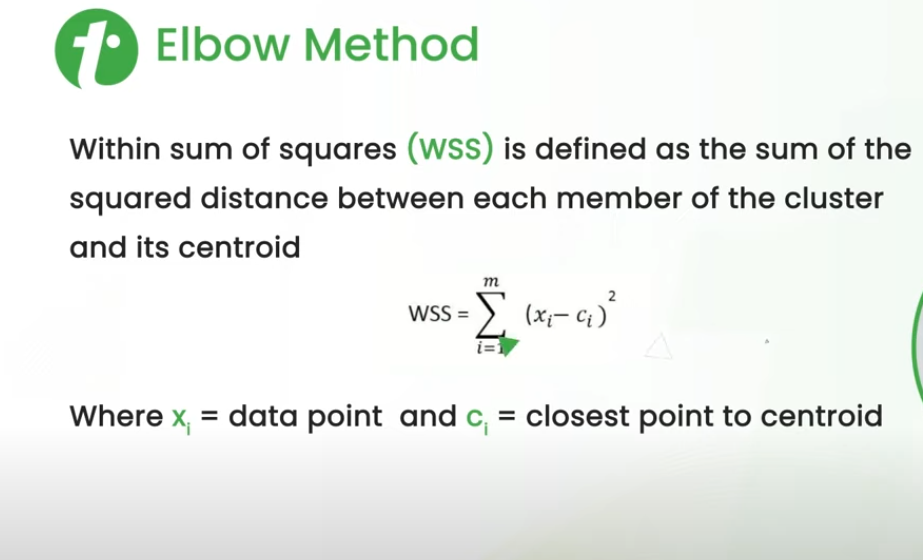 Elbow Method
Within sum of squares (WSS) is defined as the sum of the
squared distance between each member of the cluster
and its centroid
m
WSS = ∑ (xᵢ− cᵢ)²
i=1
Where xᵢ = data point and cᵢ = closest point to centroid